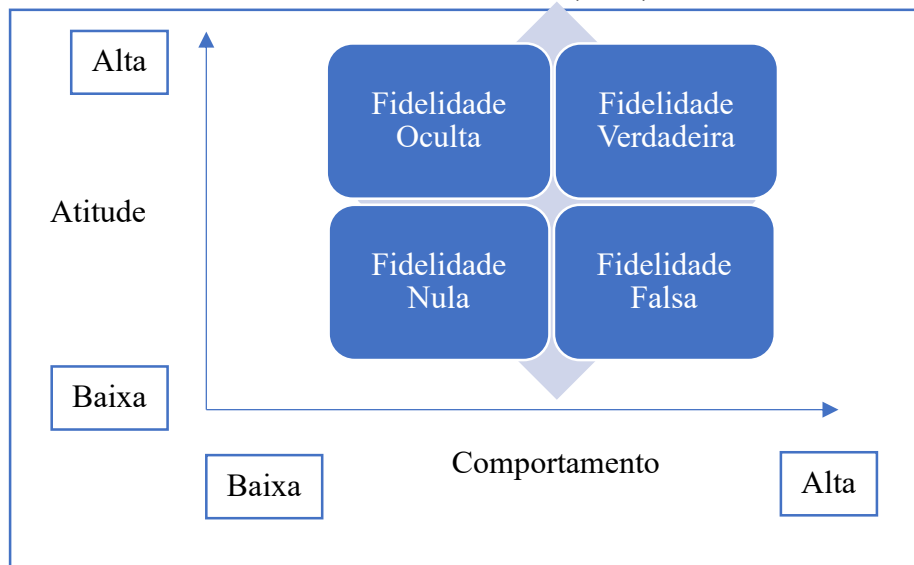 Alta
Fidelidade
Oculta
Fidelidade
Verdadeira
Atitude
Fidelidade
Nula
Fidelidade
Falsa
Baixa
Comportamento
Baixa
Alta